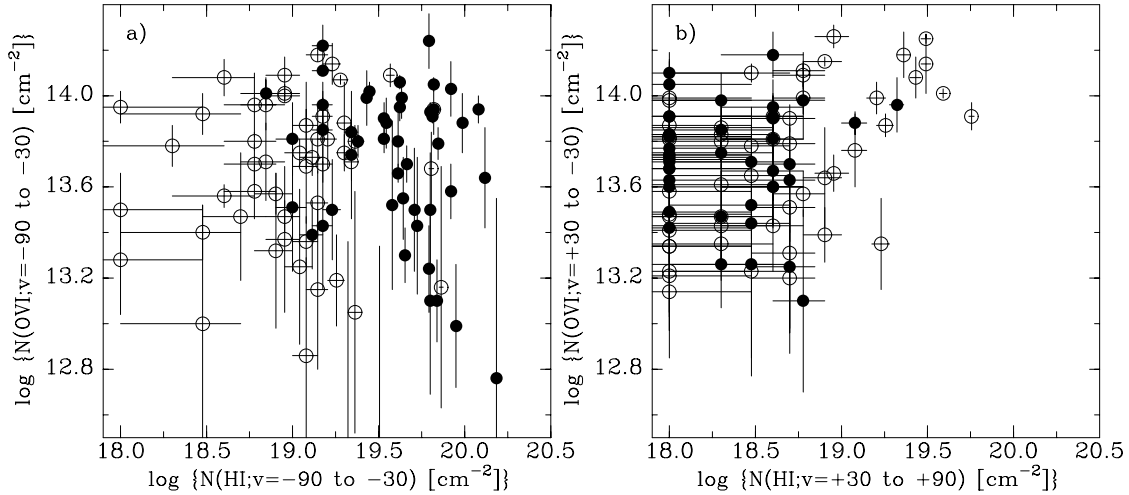 a)
log {N(OVI;v=−90 to −30) [cm−2]}
14.0
13.6
13.2
12.8
18.0 18.5 19.0 19.5 20.0 20.5
log {N(HI;v=−90 to −30) [cm−2]}
b)
log {N(OVI;v=+30 to −30) [cm−2]}
14.0
13.6
13.2
12.8
18.0 18.5 19.0 19.5 20.0 20.5
log {N(HI;v=+30 to +90) [cm−2]}